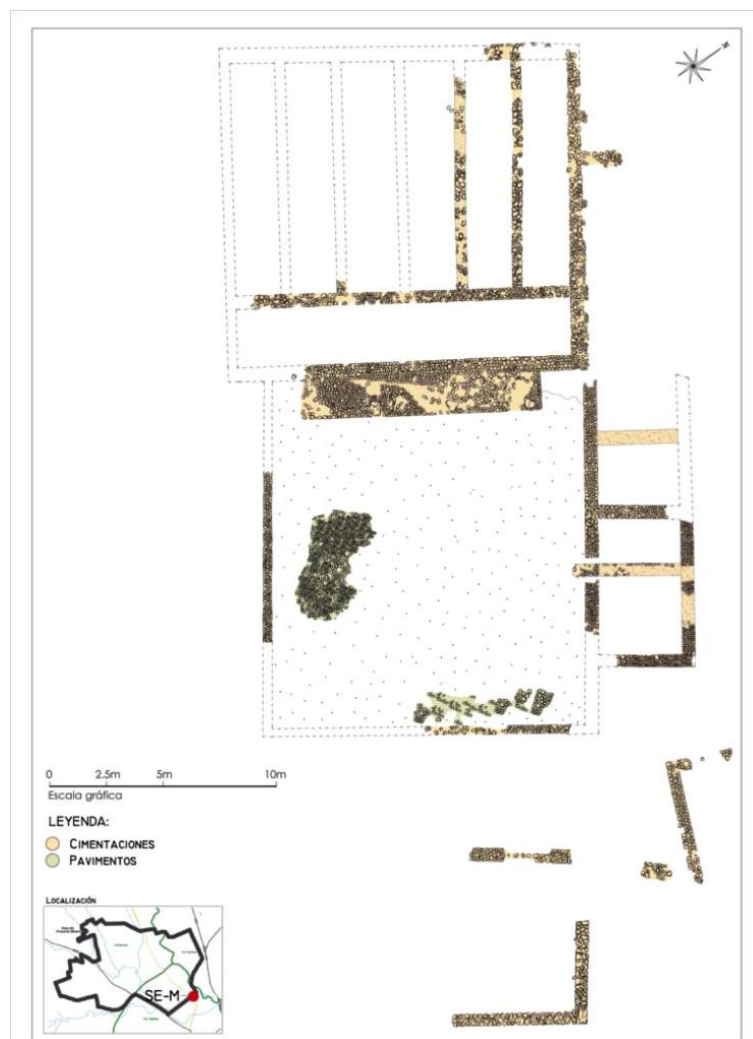 N
0 2.5m 5m 10m
Escala gráfica
LEYENDA:
CIMENTACIONES
PAVIMENTOS
LOCALIZACIÓN
SE-M